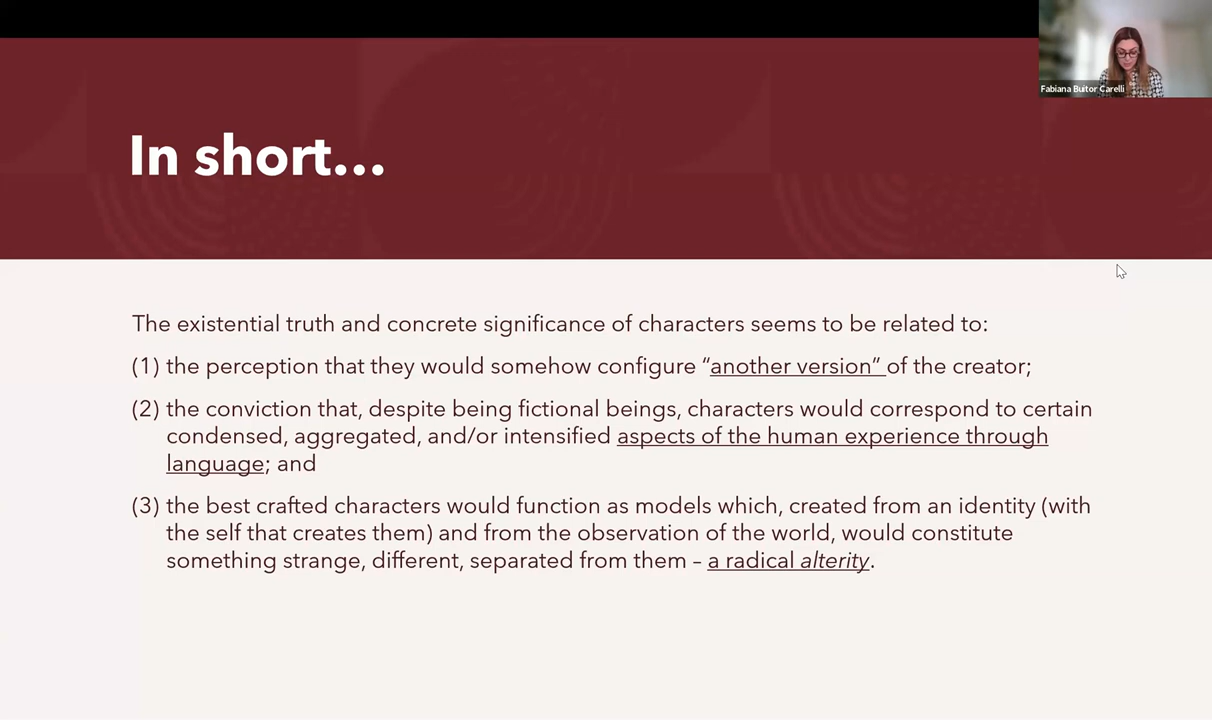 Fabiana Buitor Carelli
In short...
The existential truth and concrete significance of characters seems to be related to:
(1) the perception that they would somehow configure “another version” of the creator;
(2) the conviction that, despite being fictional beings, characters would correspond to certain
condensed, aggregated, and/or intensified aspects of the human experience through
language; and
(3) the best crafted characters would function as models which, created from an identity (with
the self that creates them) and from the observation of the world, would constitute
something strange, different, separated from them – a radical alterity.